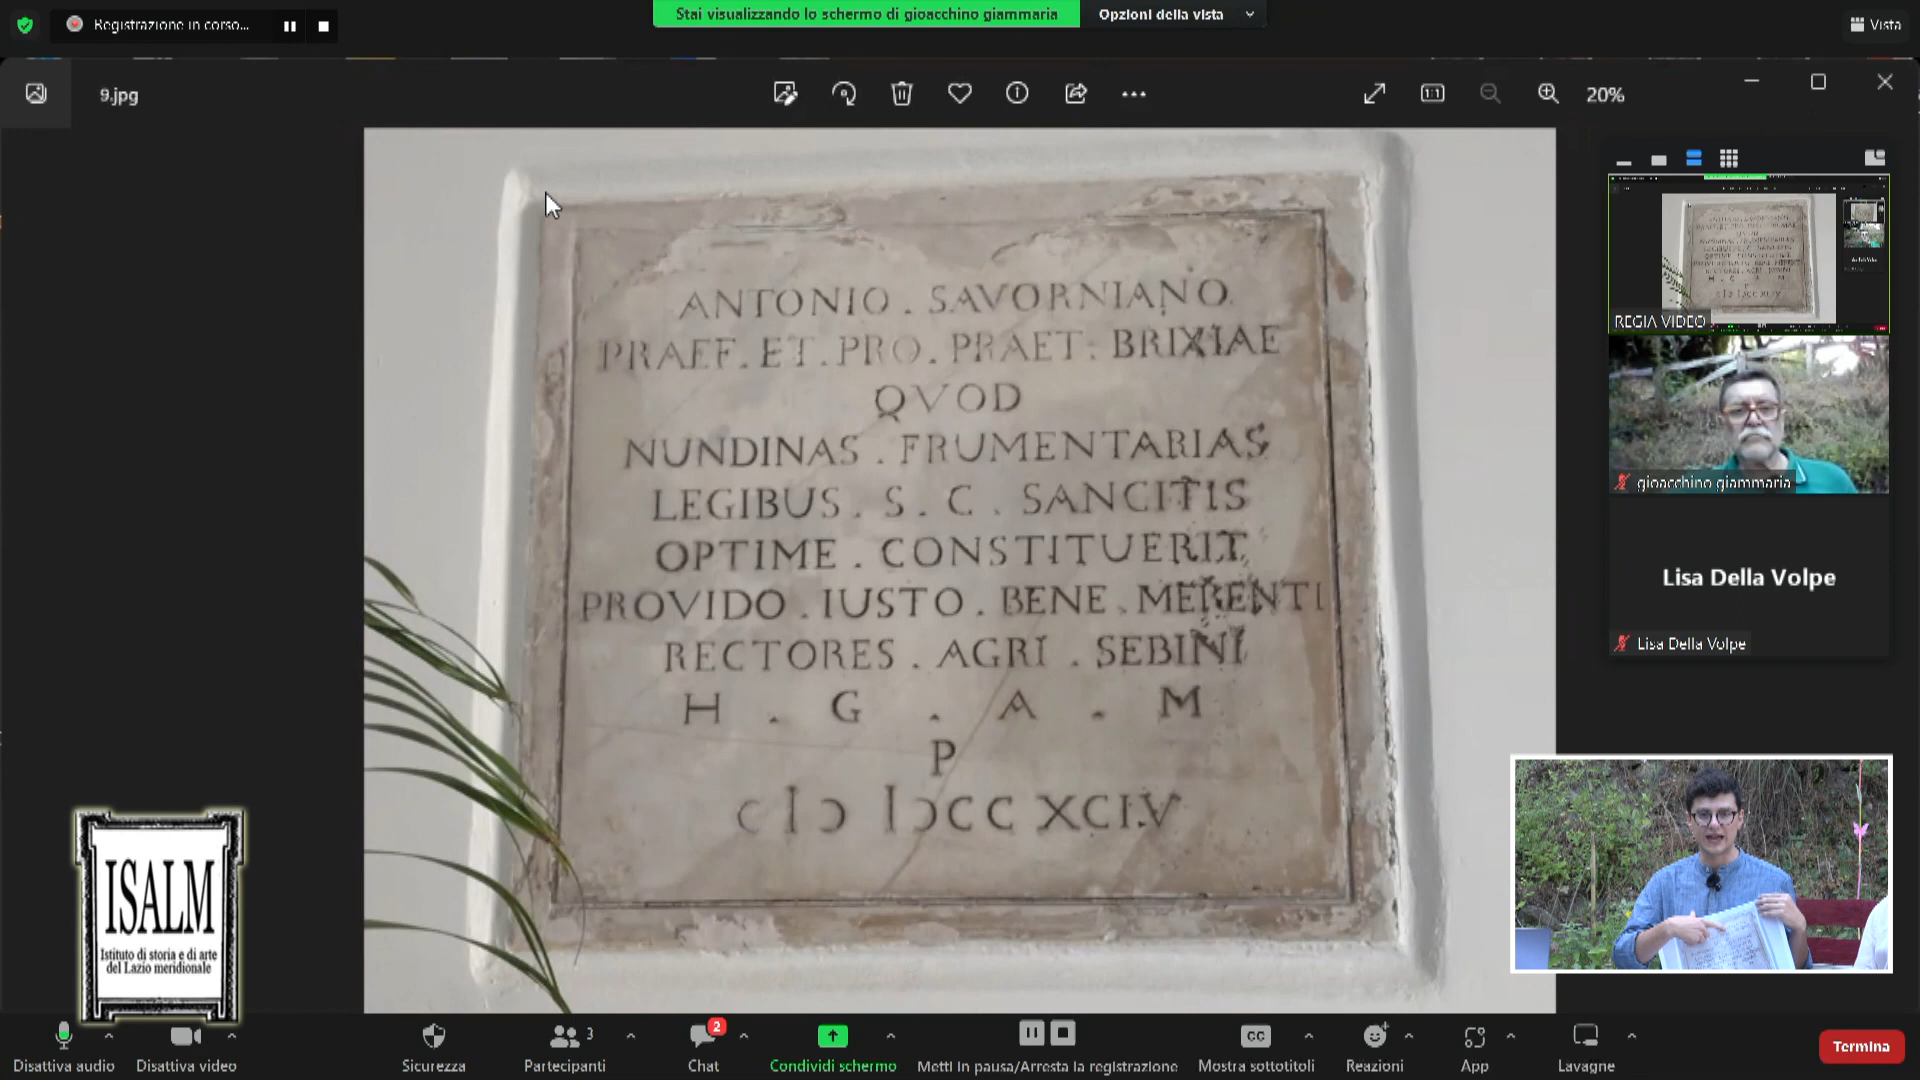 Registrazione in corso...
Stai visualizzando lo schermo di gioacchino giammaria
Opzioni della vista
Vista
9.jpg
20%
ANTONIO . SAVORNIANO
PRAEF . ET . PRO . PRAET . BRIXIAE
QVOD
NUNDINAS . FRUMENTARIAS
LEGIBUS . S . C . SANCITIS
OPTIME . CONSTITUERIT
PROVIDO . IUSTO . BENE . MERENTI
RECTORES . AGRI . SEBINI
H . G . A . M
P
CIƆ IƆCC XCIV
REGIA VIDEO
gioacchino giammaria
Lisa Della Volpe
Lisa Della Volpe
ISALM
Istituto di storia e di arte
del Lazio meridionale
Disattiva audio
Disattiva video
Sicurezza
Partecipanti
3
Chat
2
Condividi schermo
Metti in pausa/Arresta la registrazione
CC
Mostra sottotitoli
Reazioni
App
Lavagne
Termina